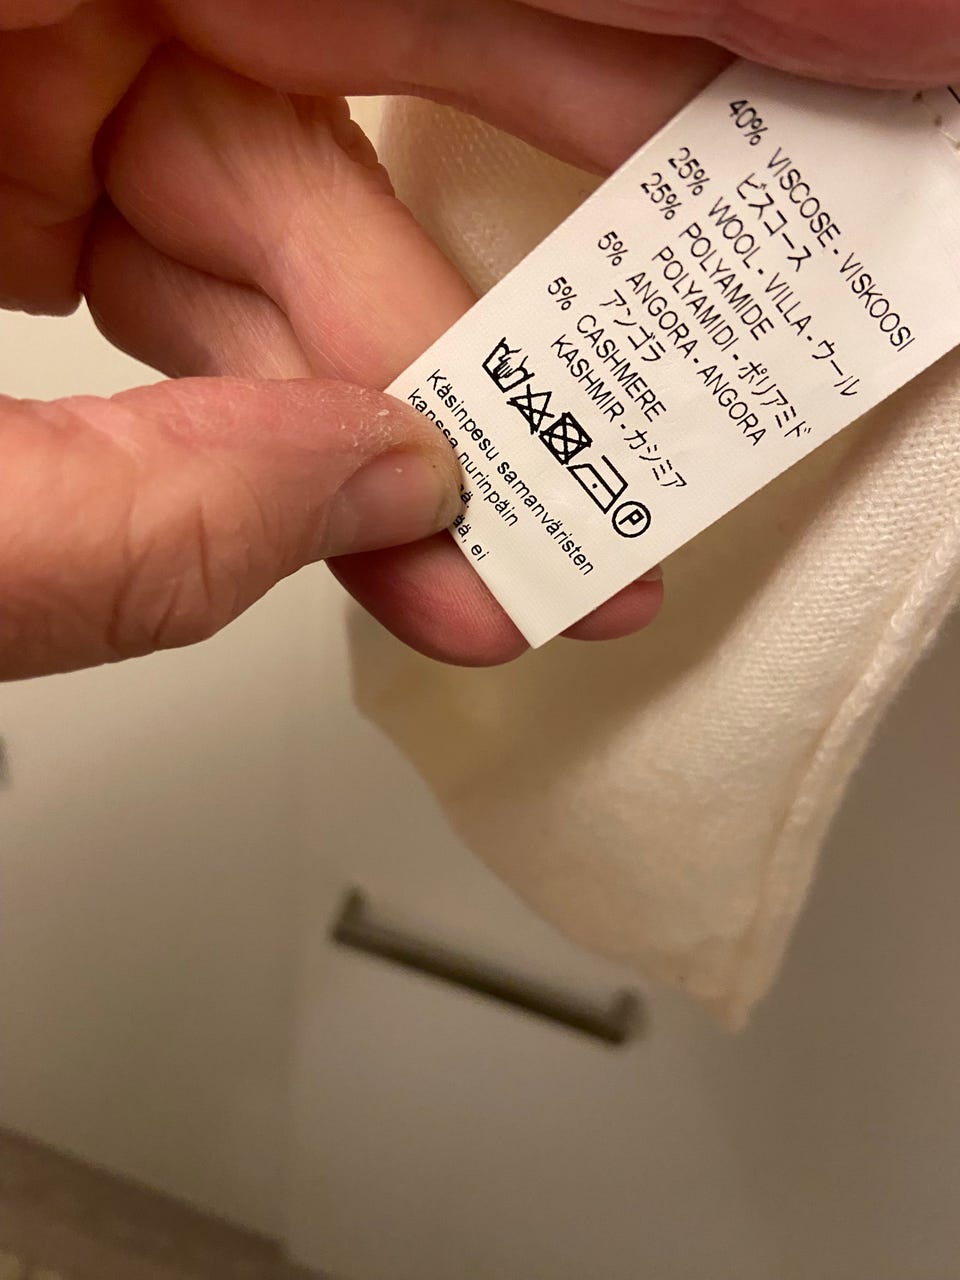 40% VISCOSE - VISKOOSI
ビスコース
25% WOOL - VILLA - ウール
25% POLYAMIDE
POLYAMIDI - ポリアミド
5% ANGORA - ANGORA
アンゴラ
5% CASHMERE
KASHMIR - カシミア
P
Käsinpesu samanväristen
kanssa nurinpäin
ei